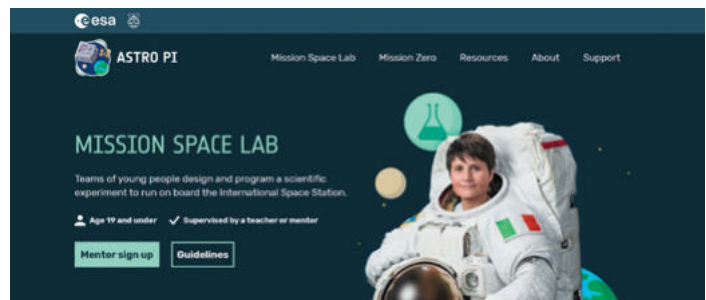 esa
ASTRO PI
Mission Space Lab
Mission Zero
Resources
About
Support
MISSION SPACE LAB
Teams of young people design and program a scientific
experiment to run on board the International Space Station.
Age 19 and under
Supervised by a teacher or mentor
Mentor sign up
Guidelines